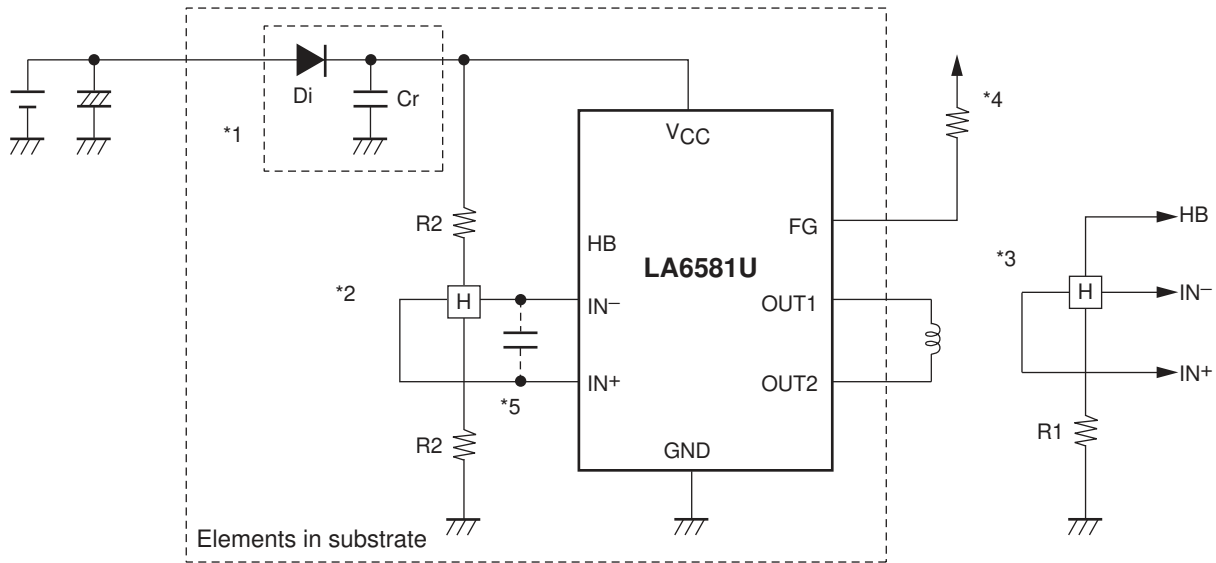 Di
Cr
*1
VCC
*4
R2
HB
LA6581U
FG
HB
*3
*2
H
IN–
OUT1
H
IN–
IN+
OUT2
IN+
*5
R2
R1
GND
Elements in substrate